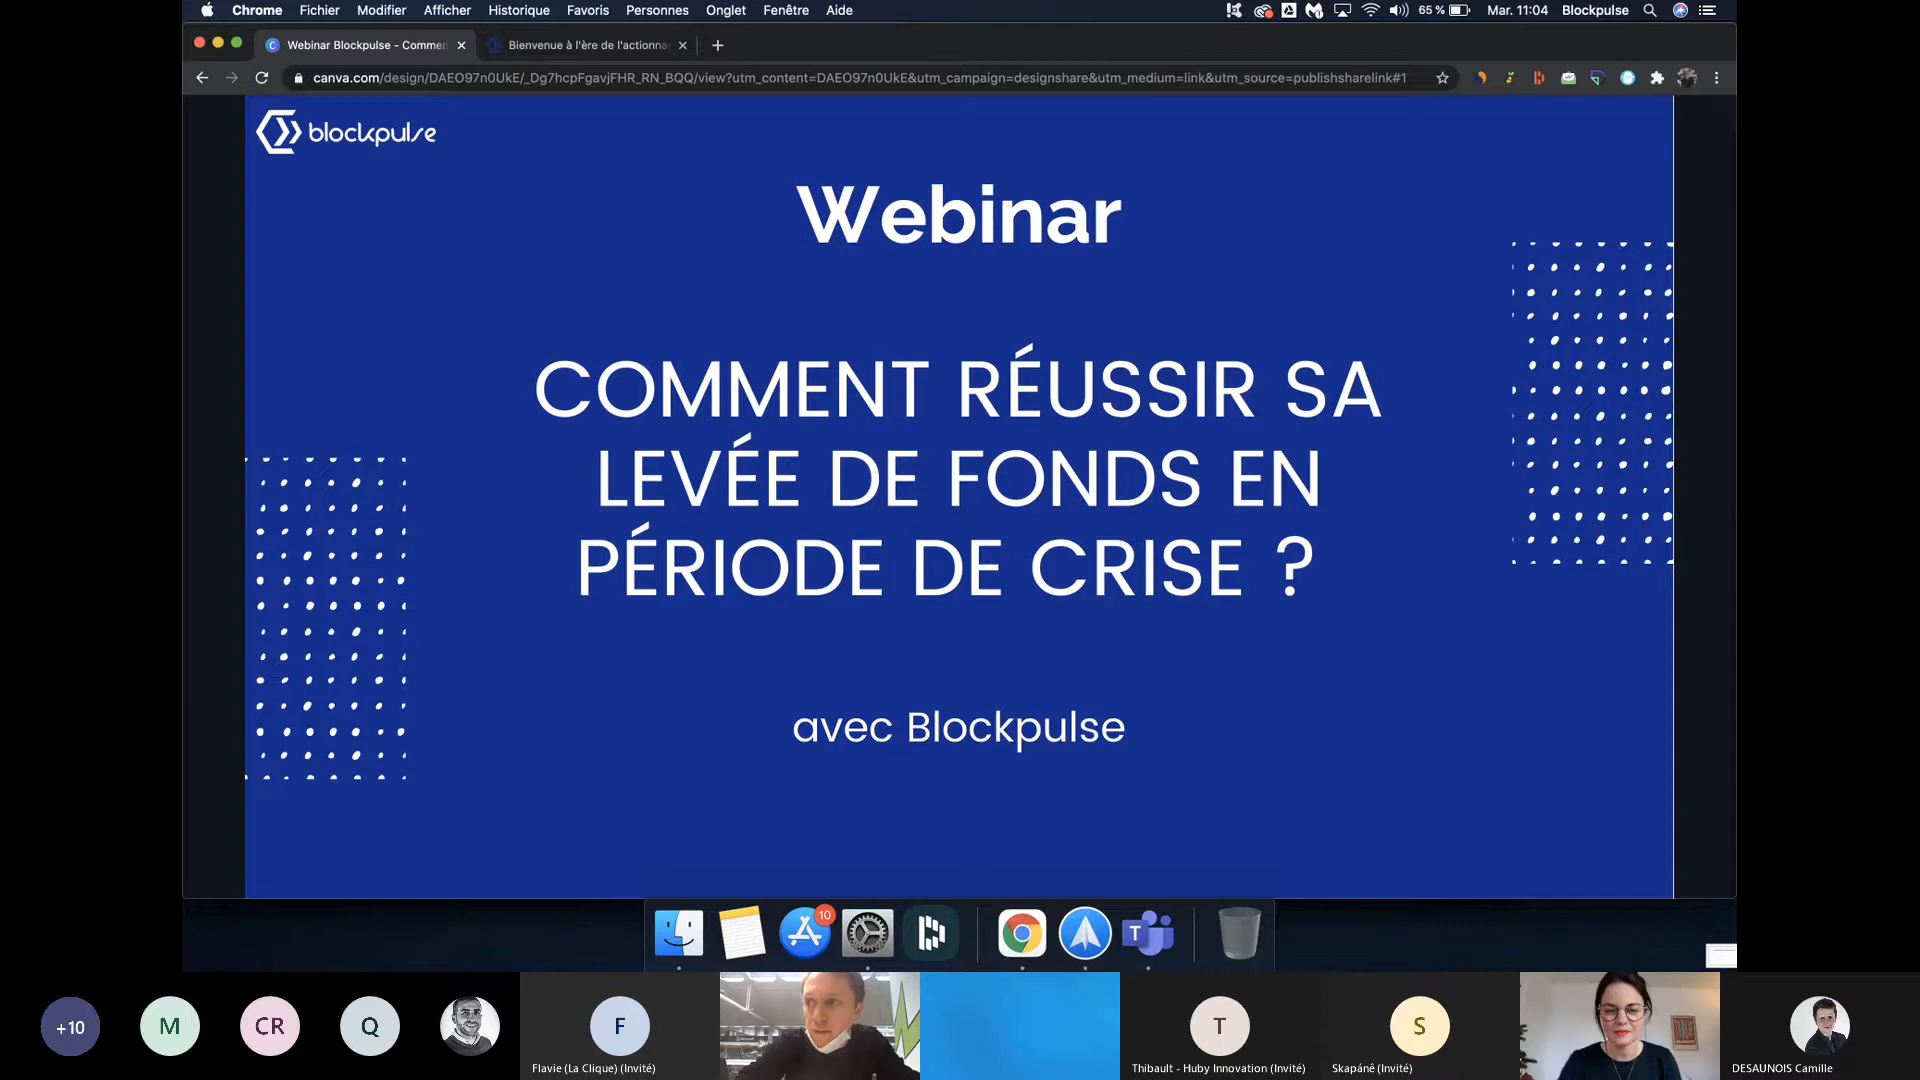 Chrome Fichier Modifier Afficher Historique Favoris Personnes Onglet Fenêtre Aide
65 % Mar. 11:04 Blockpulse
Webinar Blockpulse - Commen
Bienvenue à l'ère de l'actionna
canva.com/design/DAEO97n0UkE/_Dg7hcpFgavjFHR_RN_BQQ/view?utm_content=DAEO97n0UkE&utm_campaign=designshare&utm_medium=link&utm_source=publishsharelink#1
blockpulse
Webinar
COMMENT RÉUSSIR SA
LEVÉE DE FONDS EN
PÉRIODE DE CRISE ?
avec Blockpulse
10
T
+10
M
CR
Q
F
T
S
Flavie (La Clique) (Invité)
Thibault - Huby Innovation (Invité)
Skapánê (Invité)
DESAUNOIS Camille